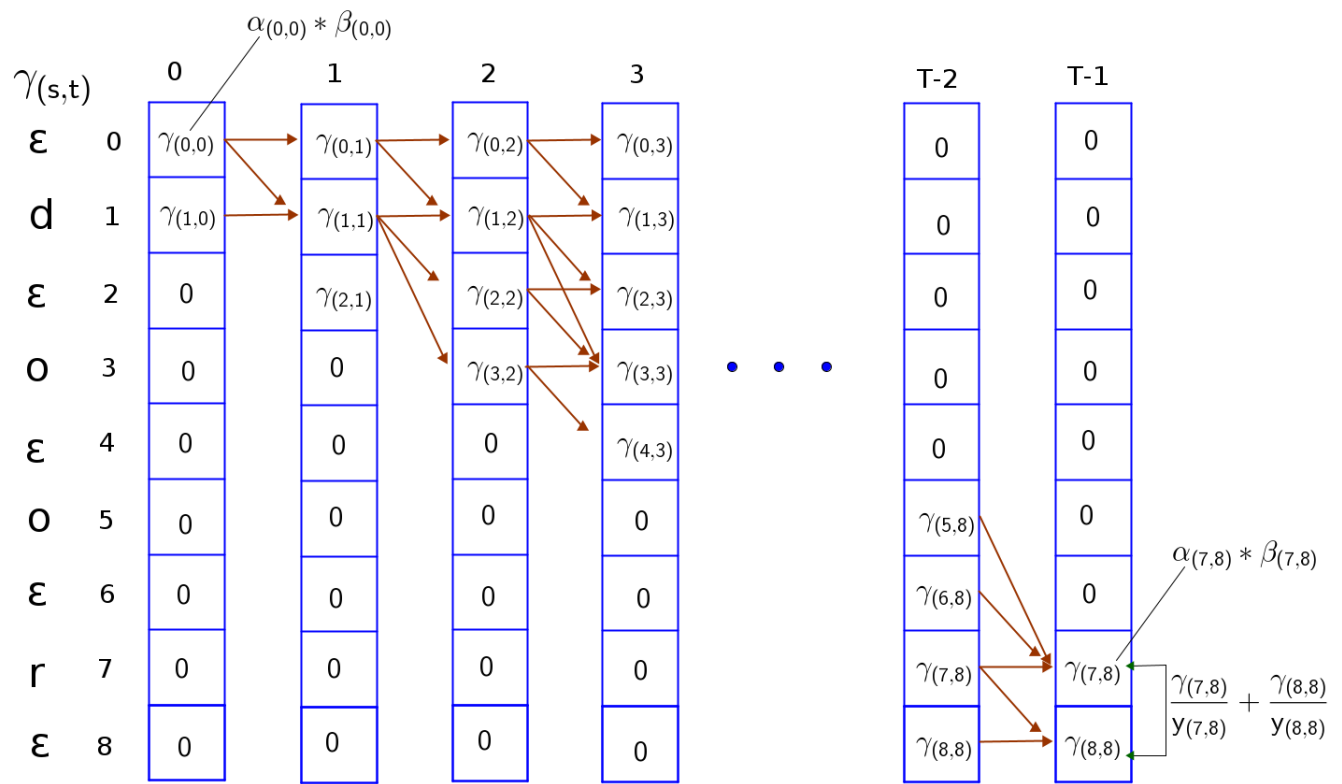 α(0,0) ∗ β(0,0)
γ(s,t) 0 1 2 3 T-2 T-1
ε 0 γ(0,0) γ(0,1) γ(0,2) γ(0,3) 0 0
d 1 γ(1,0) γ(1,1) γ(1,2) γ(1,3) 0 0
ε 2 0 γ(2,1) γ(2,2) γ(2,3) 0 0
o 3 0 0 γ(3,2) γ(3,3) 0 0
ε 4 0 0 0 γ(4,3) 0 0
o 5 0 0 0 0 γ(5,8) 0
α(7,8) ∗ β(7,8)
ε 6 0 0 0 0 γ(6,8) 0
r 7 0 0 0 0 γ(7,8) γ(7,8)
γ(7,8)/y(7,8) + γ(8,8)/y(8,8)
ε 8 0 0 0 0 γ(8,8) γ(8,8)